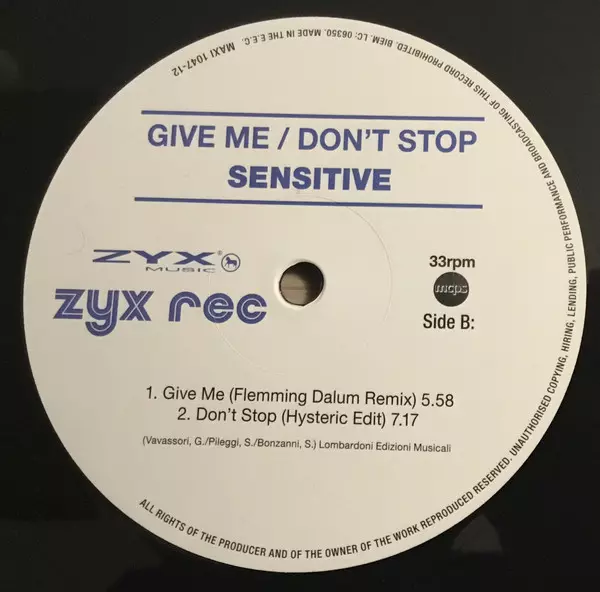 GIVE ME / DON'T STOP
SENSITIVE
ZYX®
MUSIC
zyx rec
33rpm
mcps
Side B:
1. Give Me (Flemming Dalum Remix) 5.58
2. Don't Stop (Hysteric Edit) 7.17
(Vavassori, G./Pileggi, S./Bonzanni, S.) Lombardoni Edizioni Musicali
ALL RIGHTS OF THE PRODUCER AND OF THE OWNER OF THE WORK REPRODUCED RESERVED. UNAUTHORISED COPYING, HIRING, LENDING, PUBLIC PERFORMANCE AND BROADCASTING OF THIS RECORD PROHIBITED. BIEM. LC: 06350. MADE IN THE E.E.C. MAXI 1047-12